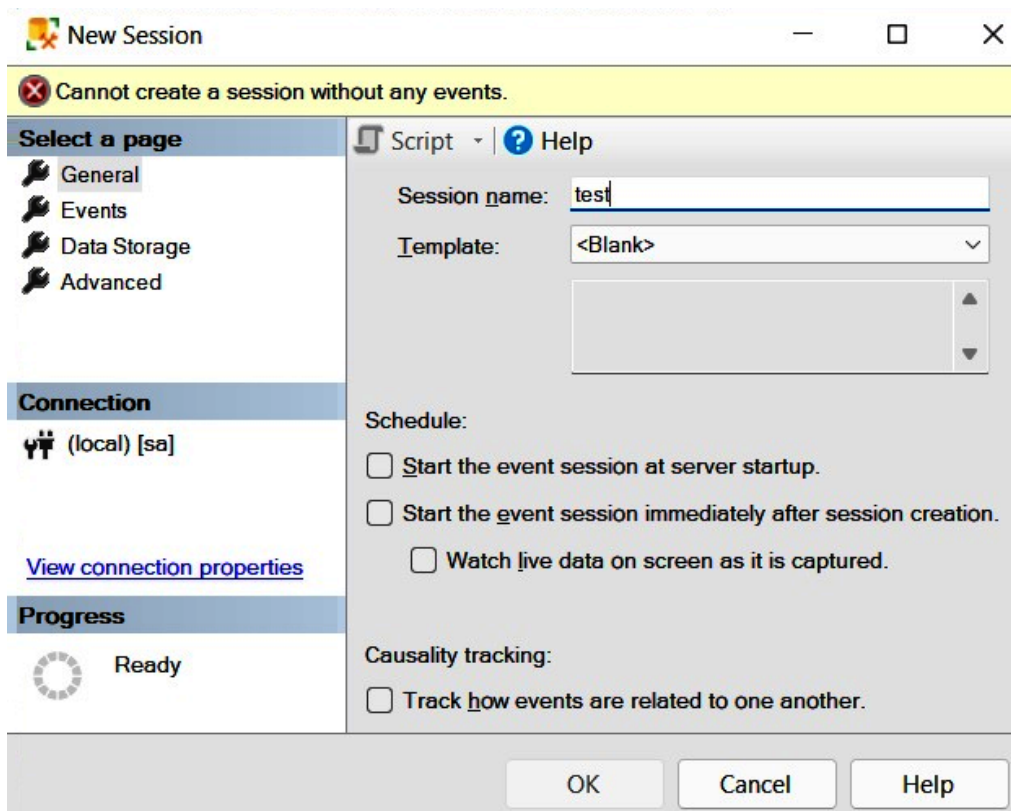 New Session
Cannot create a session without any events.
Select a page
General
Events
Data Storage
Advanced
Connection
(local) [sa]
View connection properties
Progress
Ready
Script Help
Session name: test
Template: <Blank>
Schedule:
Start the event session at server startup.
Start the event session immediately after session creation.
Watch live data on screen as it is captured.
Causality tracking:
Track how events are related to one another.
OK Cancel Help